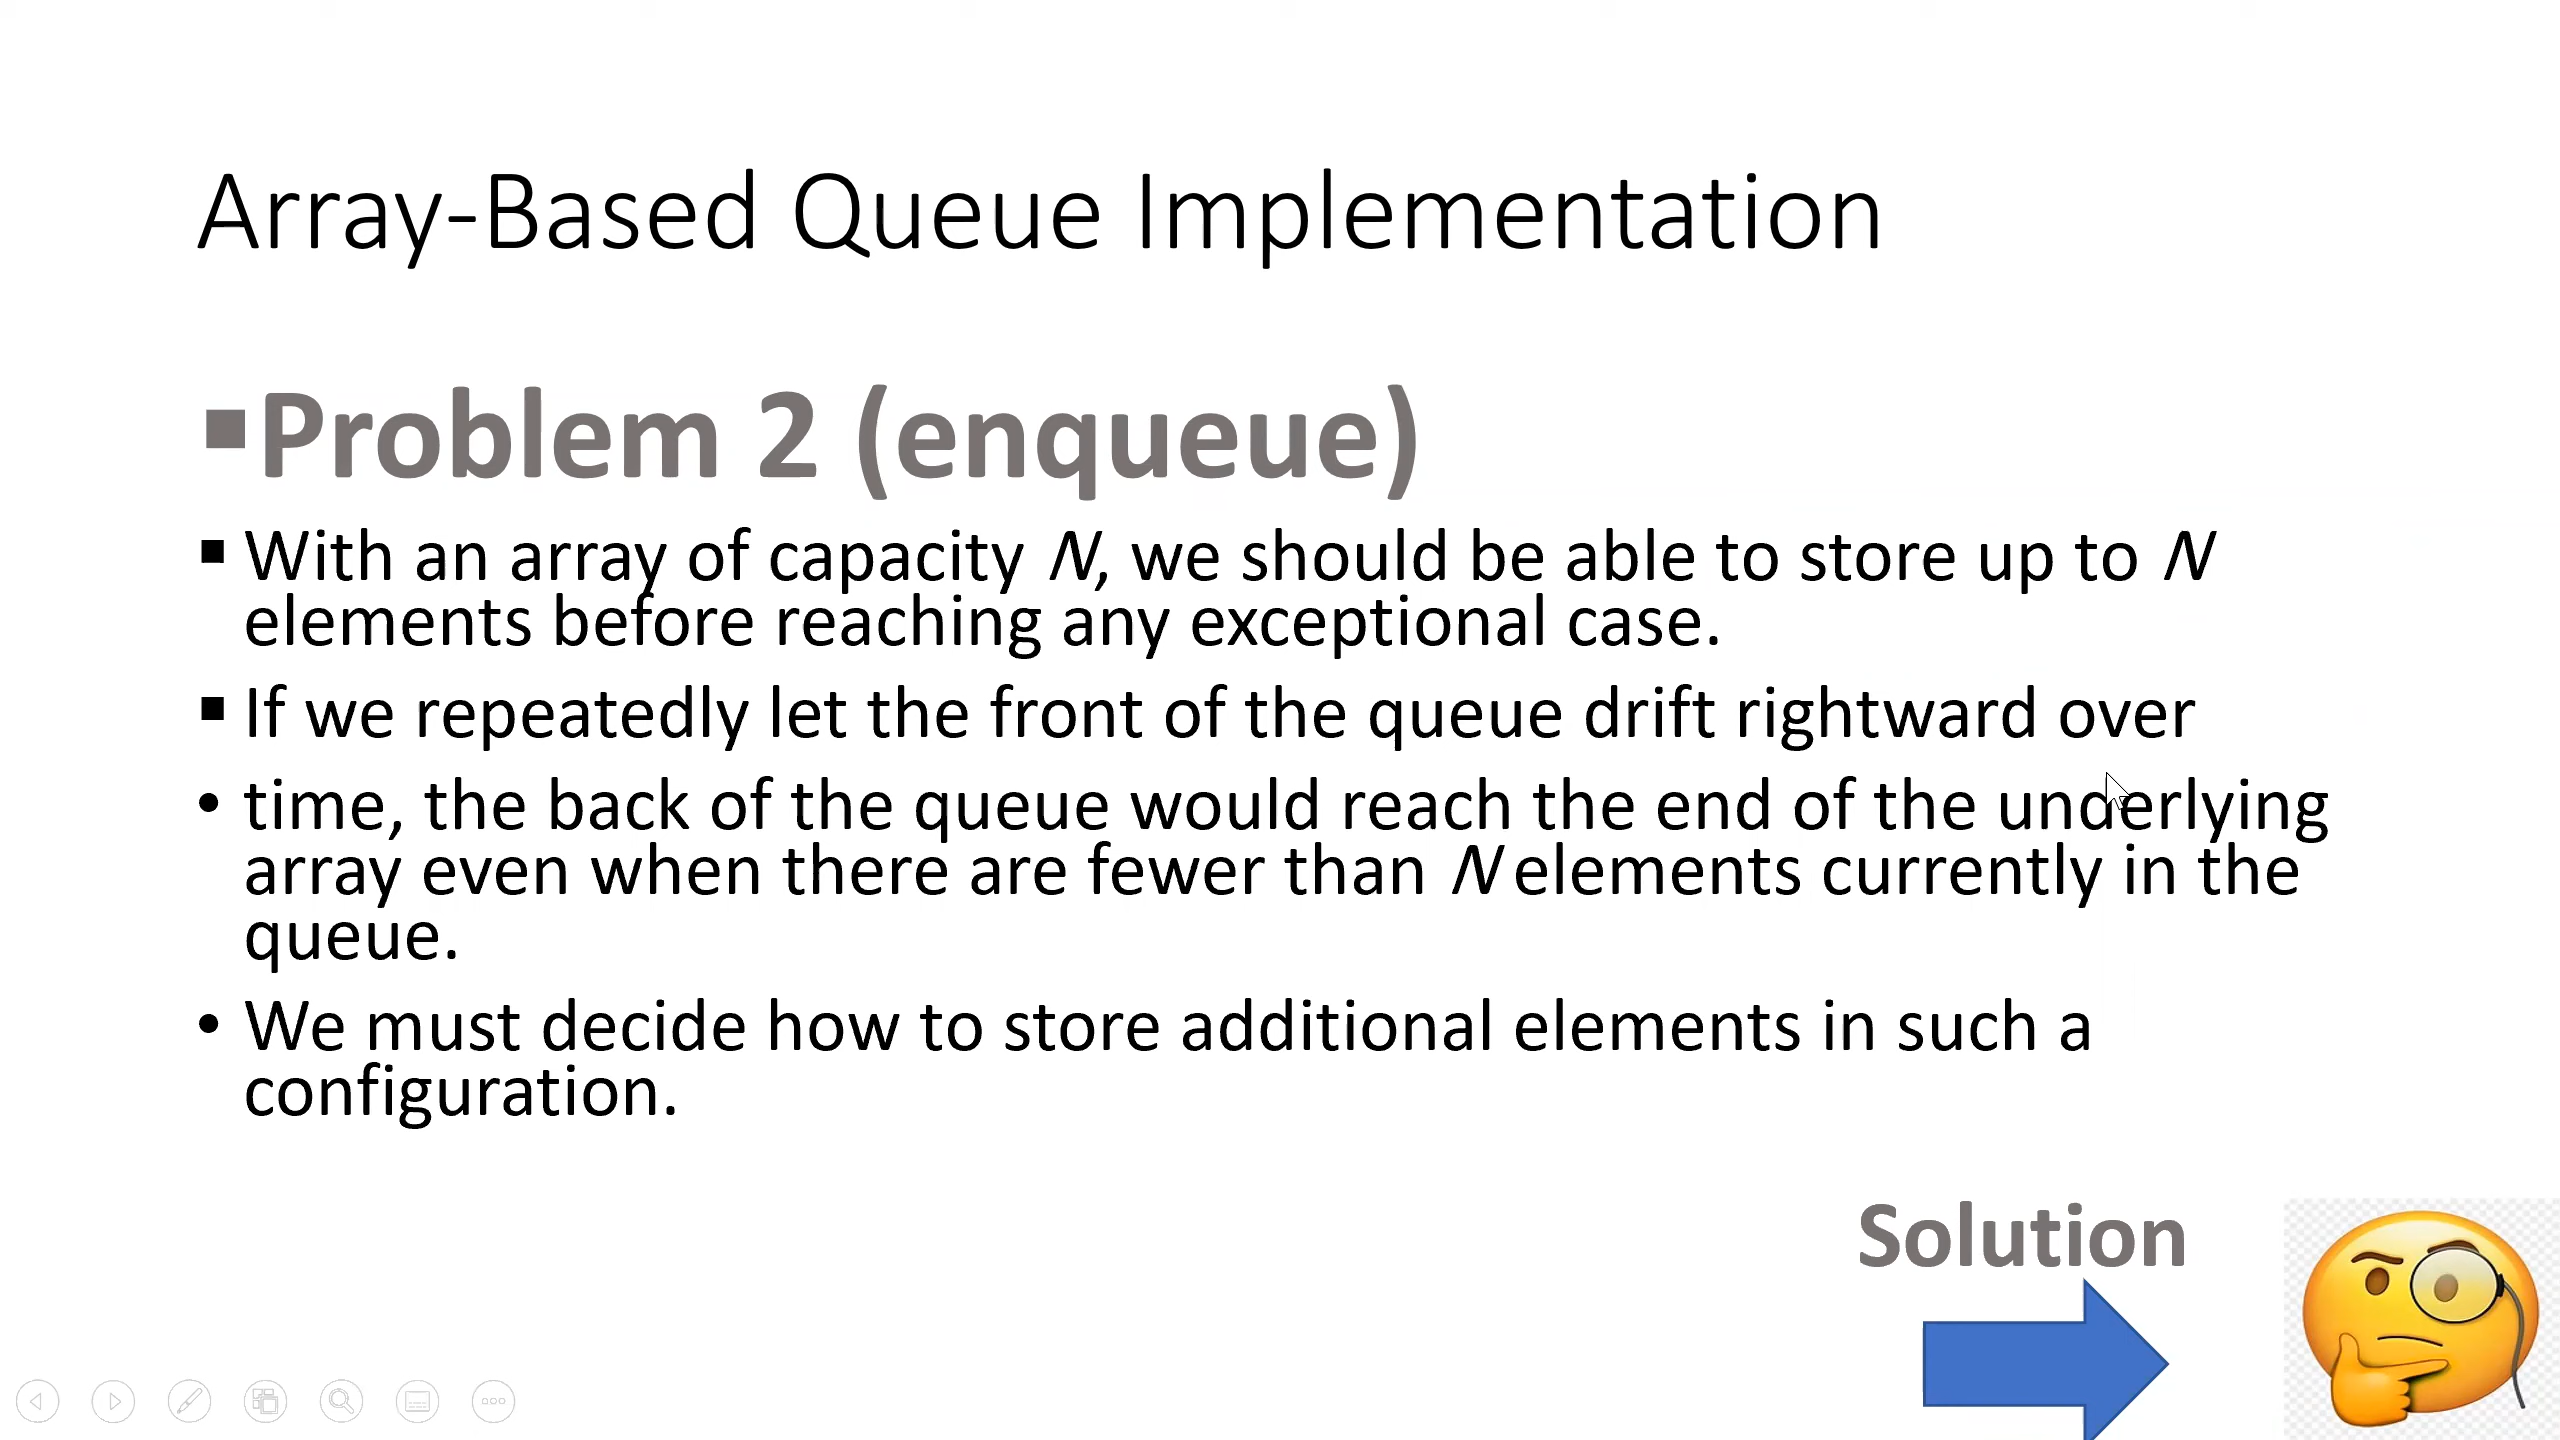 Array-Based Queue Implementation
▪Problem 2 (enqueue)
▪ With an array of capacity N, we should be able to store up to N
elements before reaching any exceptional case.
▪ If we repeatedly let the front of the queue drift rightward over
• time, the back of the queue would reach the end of the underlying
array even when there are fewer than N elements currently in the
queue.
• We must decide how to store additional elements in such a
configuration.
Solution